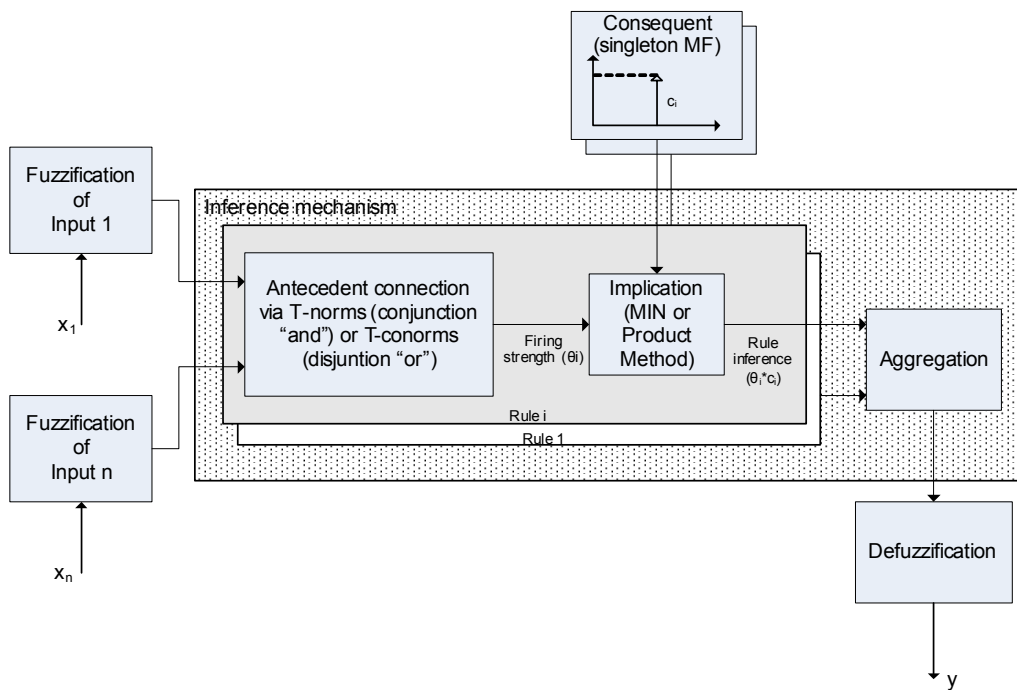 Consequent
(singleton MF)
cᵢ
Fuzzification
of
Input 1
x₁
Inference mechanism
Antecedent connection
via T-norms (conjunction
“and”) or T-conorms
(disjuntion “or”)
Firing
strength (θi)
Implication
(MIN or
Product
Method)
Rule
inference
(θᵢ*cᵢ)
Aggregation
Rule i
Rule 1
Fuzzification
of
Input n
xₙ
Defuzzification
y